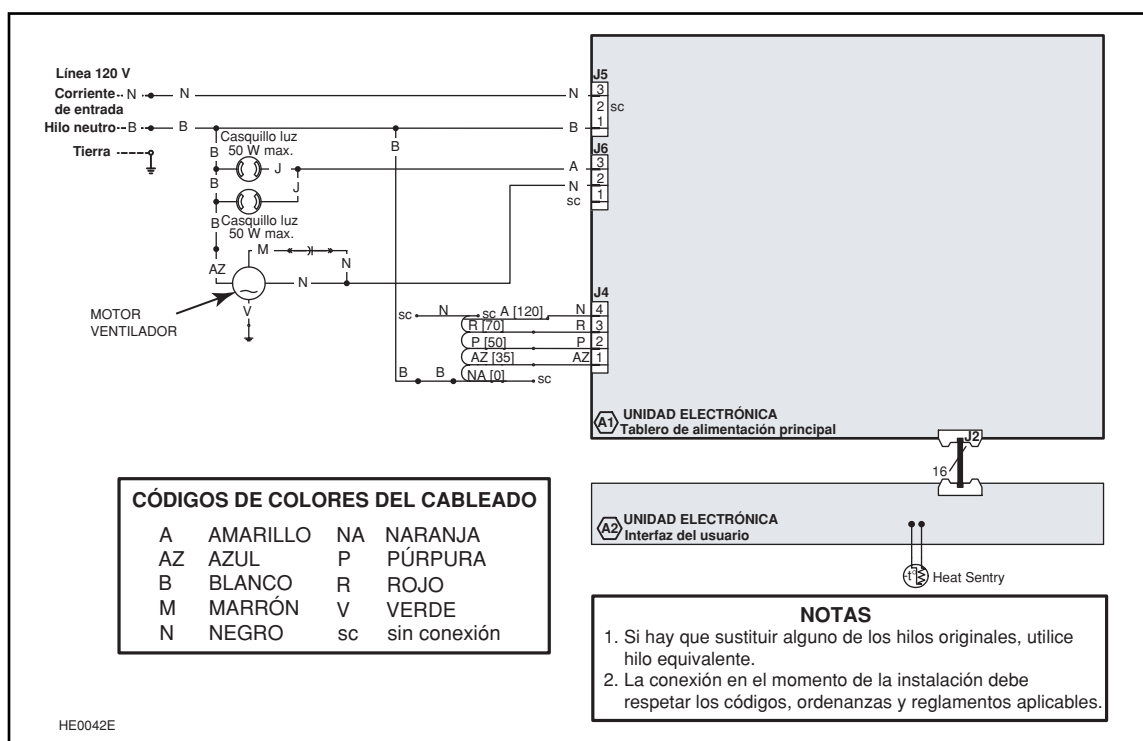 Línea 120 V
Corriente
de entrada
N
N
N
Hilo neutro
B
B
B
Tierra
J5
3
2
sc
1
B
Casquillo luz
50 W max.
J
B
J
Casquillo luz
50 W max.
B
B
J6
A
3
N
2
sc
1
M
N
AZ
N
V
MOTOR
VENTILADOR
J4
sc
N
sc
A [120]
N
4
R [70]
R
3
P [50]
P
2
AZ [35]
AZ
1
B
B
NA [0]
sc
A1
UNIDAD ELECTRÓNICA
Tablero de alimentación principal
J2
16
A2
UNIDAD ELECTRÓNICA
Interfaz del usuario
-t°
Heat Sentry
CÓDIGOS DE COLORES DEL CABLEADO
A AMARILLO NA NARANJA
AZ AZUL P PÚRPURA
B BLANCO R ROJO
M MARRÓN V VERDE
N NEGRO sc sin conexión
NOTAS
1. Si hay que sustituir alguno de los hilos originales, utilice
hilo equivalente.
2. La conexión en el momento de la instalación debe
respetar los códigos, ordenanzas y reglamentos aplicables.
HE0042E